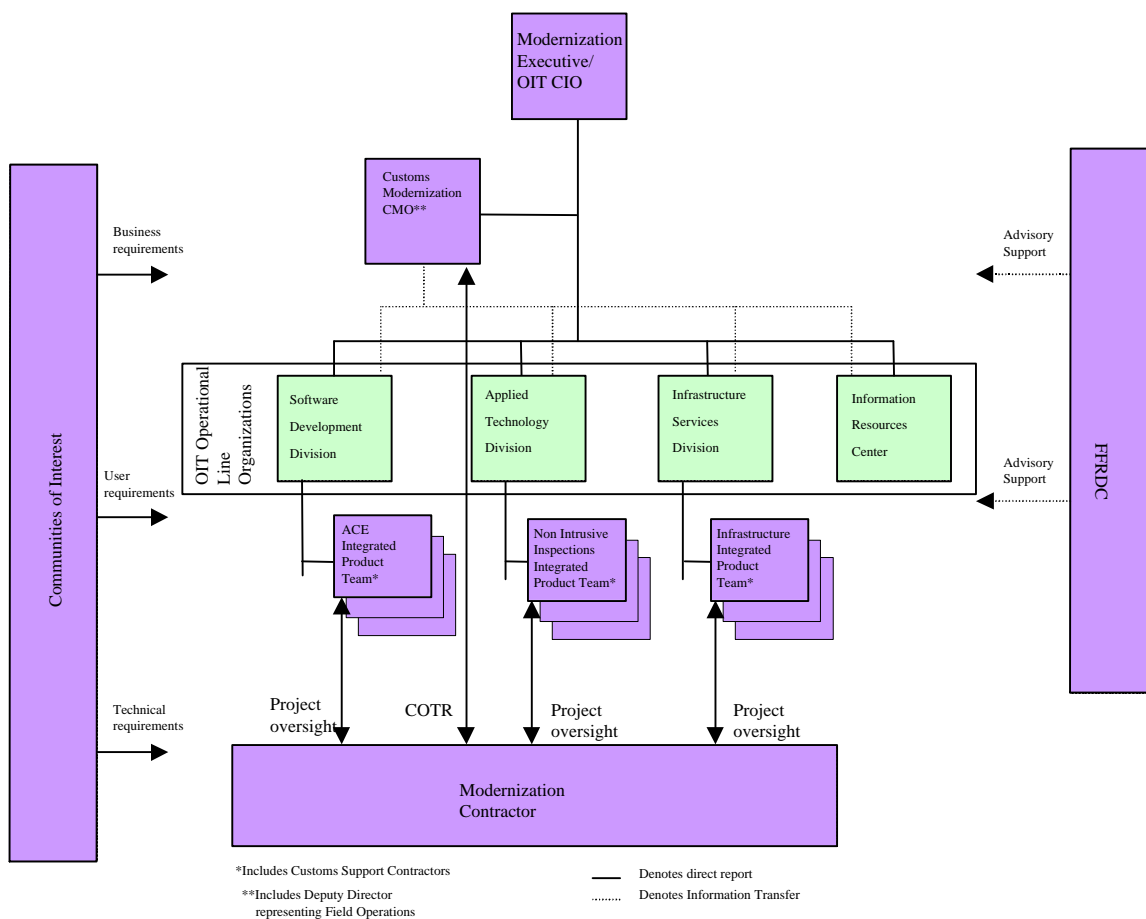 Modernization
Executive/
OIT CIO
Customs
Modernization
CMO**
Communities of Interest
Business
requirements
User
requirements
Technical
requirements
FFRDC
Advisory
Support
Advisory
Support
OIT Operational
Line
Organizations
Software
Development
Division
Applied
Technology
Division
Infrastructure
Services
Division
Information
Resources
Center
ACE
Integrated
Product
Team*
Non Intrusive
Inspections
Integrated
Product Team*
Infrastructure
Integrated
Product
Team*
Project
oversight
COTR
Project
oversight
Project
oversight
Modernization
Contractor
*Includes Customs Support Contractors
**Includes Deputy Director
representing Field Operations
Denotes direct report
Denotes Information Transfer